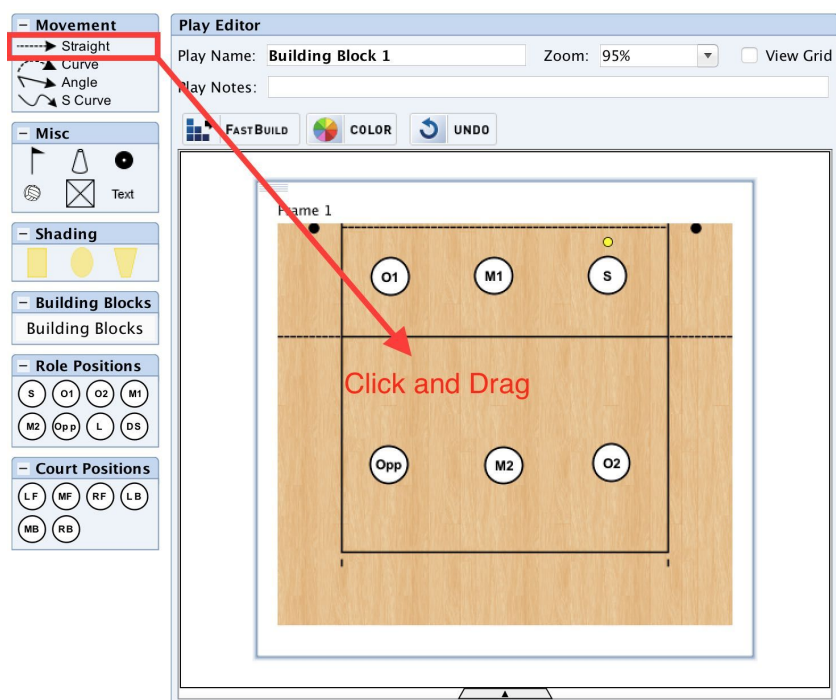 Movement
Straight
Curve
Angle
S Curve
Misc
Text
Shading
Building Blocks
Building Blocks
Role Positions
S O1 O2 M1
M2 Opp L DS
Court Positions
LF MF RF LB
MB RB
Play Editor
Play Name: Building Block 1 Zoom: 95% View Grid
Play Notes:
FASTBUILD COLOR UNDO
Frame 1
O1 M1 S
Click and Drag
Opp M2 O2